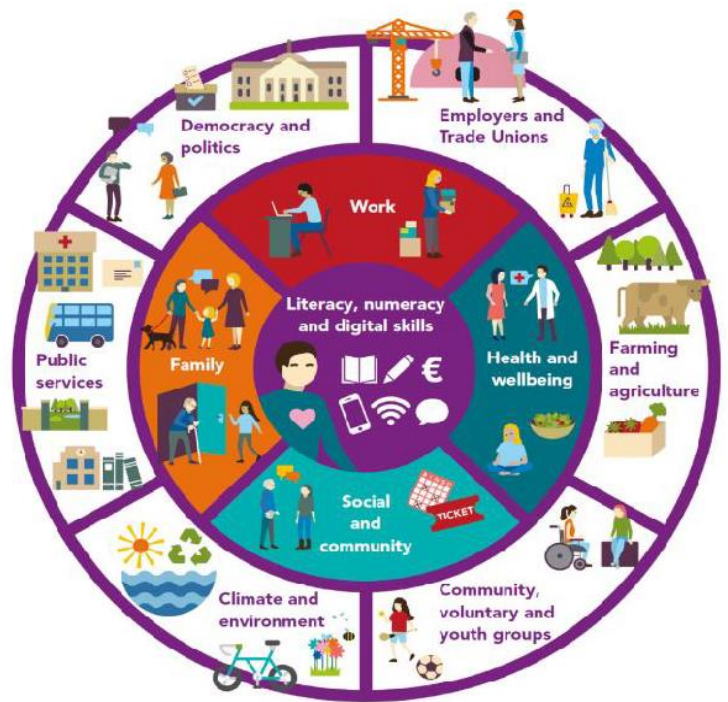 Democracy and
politics
Employers and
Trade Unions
Work
Literacy, numeracy
and digital skills
€
Family
Health and
wellbeing
Public
services
Farming
and
agriculture
Social
and
community
BINGO
TICKET
Climate and
environment
Community,
voluntary and
youth groups